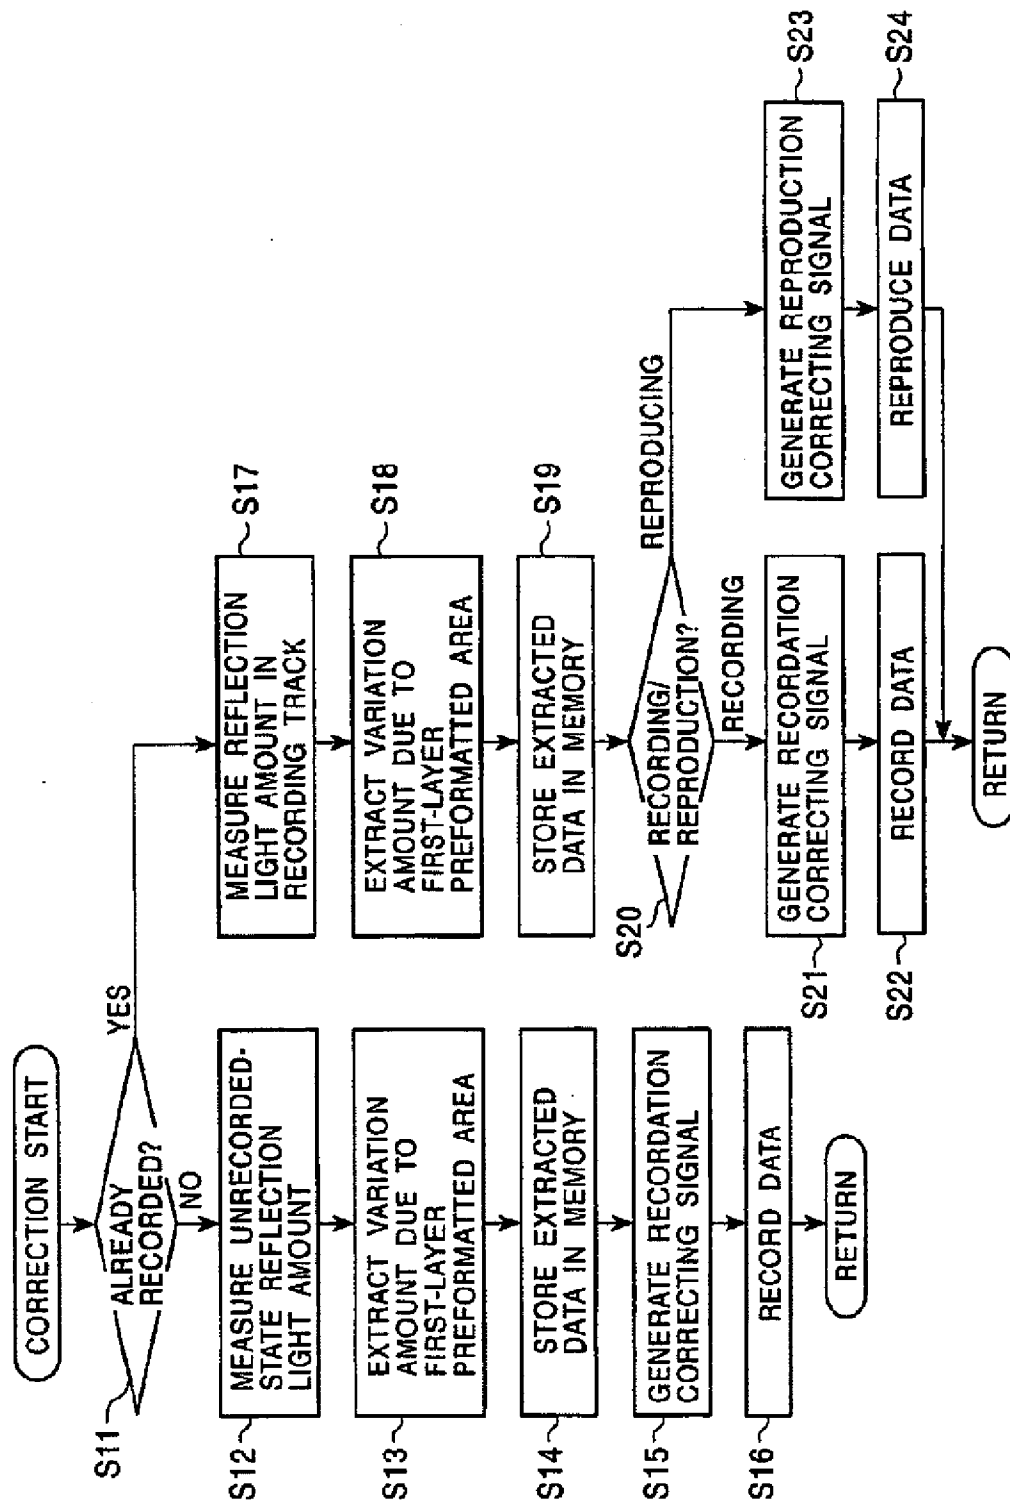 CORRECTION START
S11
ALREADY
RECORDED?
YES
NO
S12
MEASURE UNRECORDED-
STATE REFLECTION
LIGHT AMOUNT
S13
EXTRACT VARIATION
AMOUNT DUE TO
FIRST-LAYER
PREFORMATTED AREA
S14
STORE EXTRACTED
DATA IN MEMORY
S15
GENERATE RECORDATION
CORRECTING SIGNAL
S16
RECORD DATA
RETURN
S17
MEASURE REFLECTION
LIGHT AMOUNT IN
RECORDING TRACK
S18
EXTRACT VARIATION
AMOUNT DUE TO
FIRST-LAYER
PREFORMATTED AREA
S19
STORE EXTRACTED
DATA IN MEMORY
S20
RECORDING/
REPRODUCTION?
REPRODUCING
RECORDING
S21
GENERATE RECORDATION
CORRECTING SIGNAL
S22
RECORD DATA
S23
GENERATE REPRODUCTION
CORRECTING SIGNAL
S24
REPRODUCE DATA
RETURN